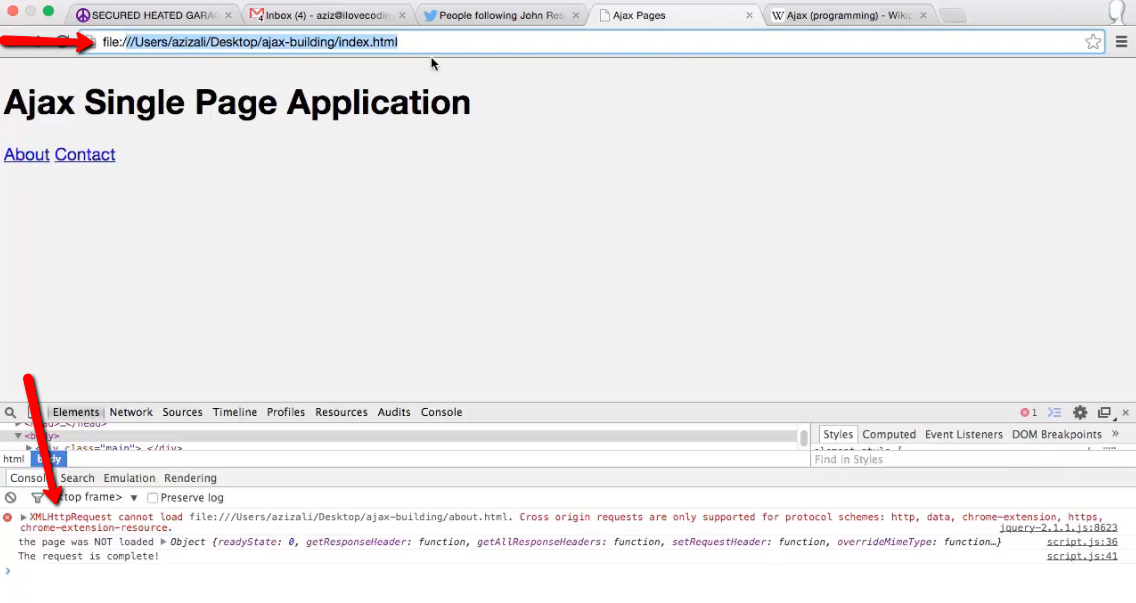 SECURED HEATED GARAG
Inbox (4) - aziz@ilovecoding
People following John Res
Ajax Pages
Ajax (programming) - Wikip
file:///Users/azizali/Desktop/ajax-building/index.html
Ajax Single Page Application
About Contact
Elements Network Sources Timeline Profiles Resources Audits Console
1
<body>
<div class="main"> </div>
Styles Computed Event Listeners DOM Breakpoints »
html body
Find in Styles
Console Search Emulation Rendering
<top frame> Preserve log
XMLHttpRequest cannot load file:///Users/azizali/Desktop/ajax-building/about.html. Cross origin requests are only supported for protocol schemes: http, data, chrome-extension, https,
chrome-extension-resource. jquery-2.1.1.js:8623
the page was NOT loaded Object {readyState: 0, getResponseHeader: function, getAllResponseHeaders: function, setRequestHeader: function, overrideMimeType: function…} script.js:36
The request is complete! script.js:41